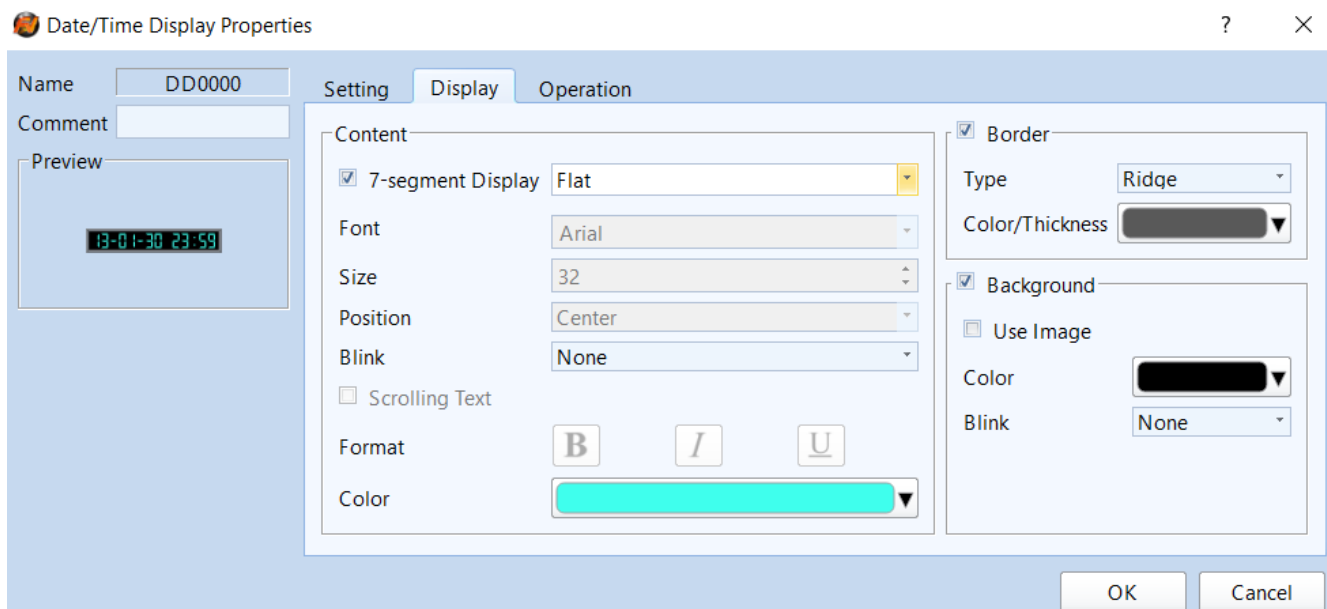 Date/Time Display Properties ? ×
Name DD0000
Comment
Preview
13-01-30 23:59
Setting Display Operation
Content
7-segment Display Flat
Font Arial
Size 32
Position Center
Blink None
Scrolling Text
Format B I U
Color
Border
Type Ridge
Color/Thickness
Background
Use Image
Color
Blink None
OK Cancel